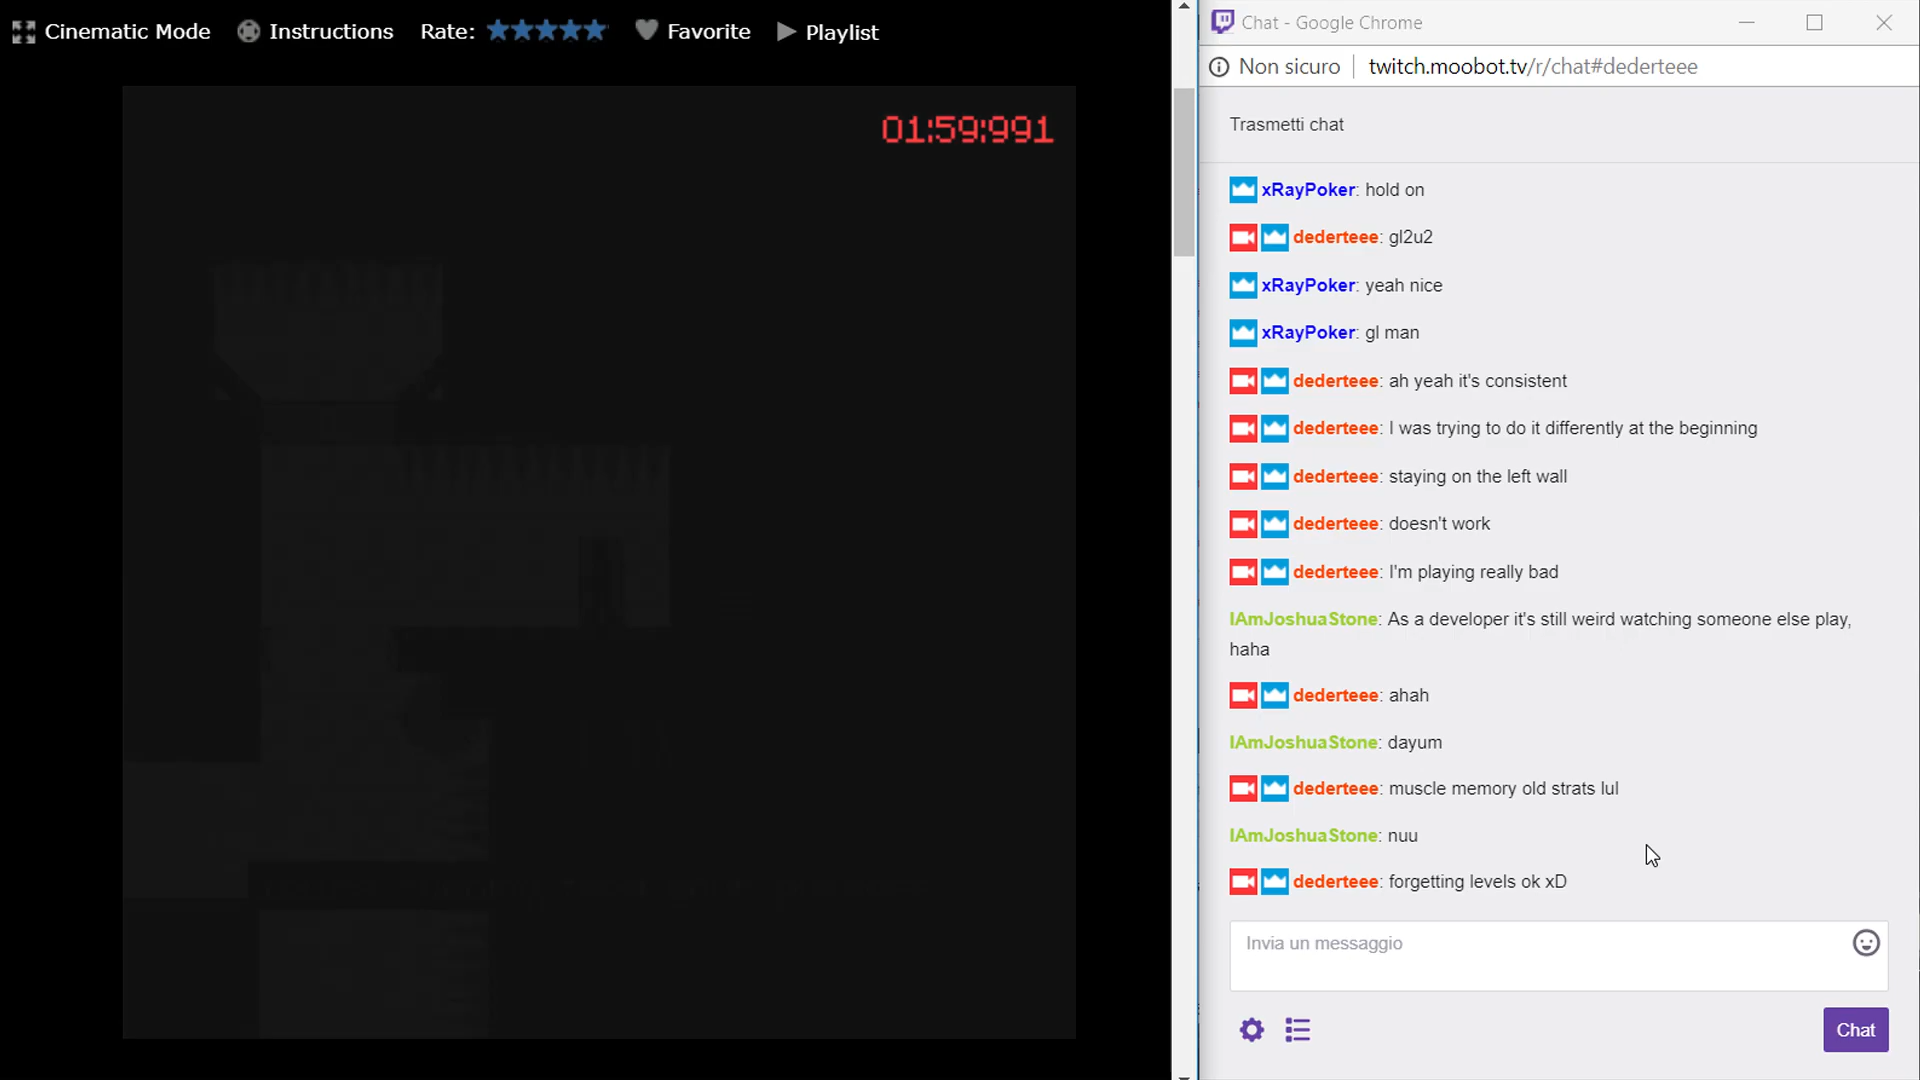 Cinematic Mode Instructions Rate: Favorite Playlist
01:59:991
Chat - Google Chrome
Non sicuro twitch.moobot.tv/r/chat#dederteee
Trasmetti chat
xRayPoker: hold on
dederteee: gl2u2
xRayPoker: yeah nice
xRayPoker: gl man
dederteee: ah yeah it's consistent
dederteee: I was trying to do it differently at the beginning
dederteee: staying on the left wall
dederteee: doesn't work
dederteee: I'm playing really bad
IAmJoshuaStone: As a developer it's still weird watching someone else play,
haha
dederteee: ahah
IAmJoshuaStone: dayum
dederteee: muscle memory old strats lul
IAmJoshuaStone: nuu
dederteee: forgetting levels ok xD
Invia un messaggio
Chat